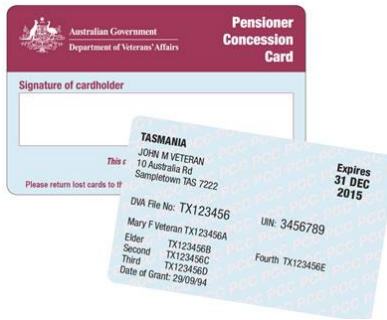 Australian Government
Department of Veterans' Affairs
Pensioner
Concession
Card
Signature of cardholder
This
Please return lost cards to
TASMANIA
JOHN M VETERAN
10 Australia Rd
Sampletown TAS 7222
Expires
31 DEC
2015
DVA File No: TX123456
UIN: 3456789
Mary F Veteran TX123456A
Elder TX123456B
Second TX123456C
Third TX123456D
Fourth TX123456E
Date of Grant: 29/09/94